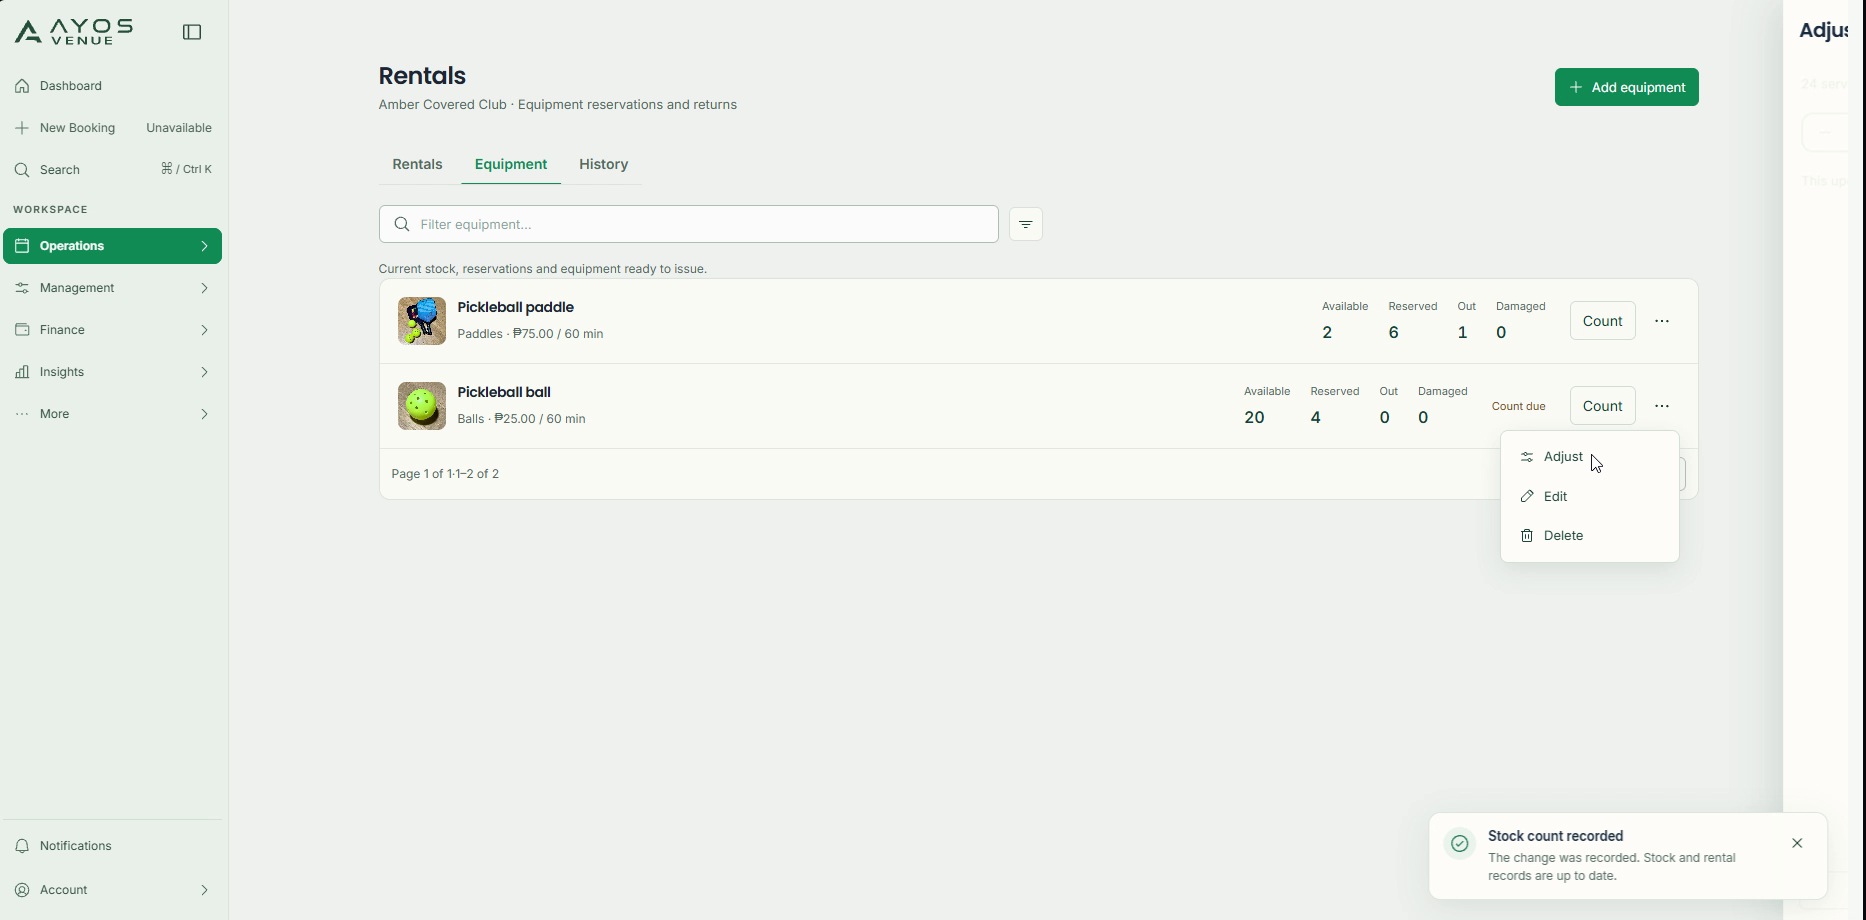 AYOS
VENUE
Dashboard
New Booking Unavailable
Search ⌘ / Ctrl K
WORKSPACE
Operations
Management
Finance
Insights
More
Notifications
Account
Rentals
Amber Covered Club · Equipment reservations and returns
Add equipment
Rentals Equipment History
Filter equipment...
Current stock, reservations and equipment ready to issue.
Pickleball paddle
Paddles · ₱75.00 / 60 min
Available Reserved Out Damaged
2 6 1 0
Count
Pickleball ball
Balls · ₱25.00 / 60 min
Available Reserved Out Damaged
20 4 0 0
Count due
Count
Page 1 of 1·1–2 of 2
Adjust
Edit
Delete
Adjus
24 serv
This up
Stock count recorded
The change was recorded. Stock and rental
records are up to date.